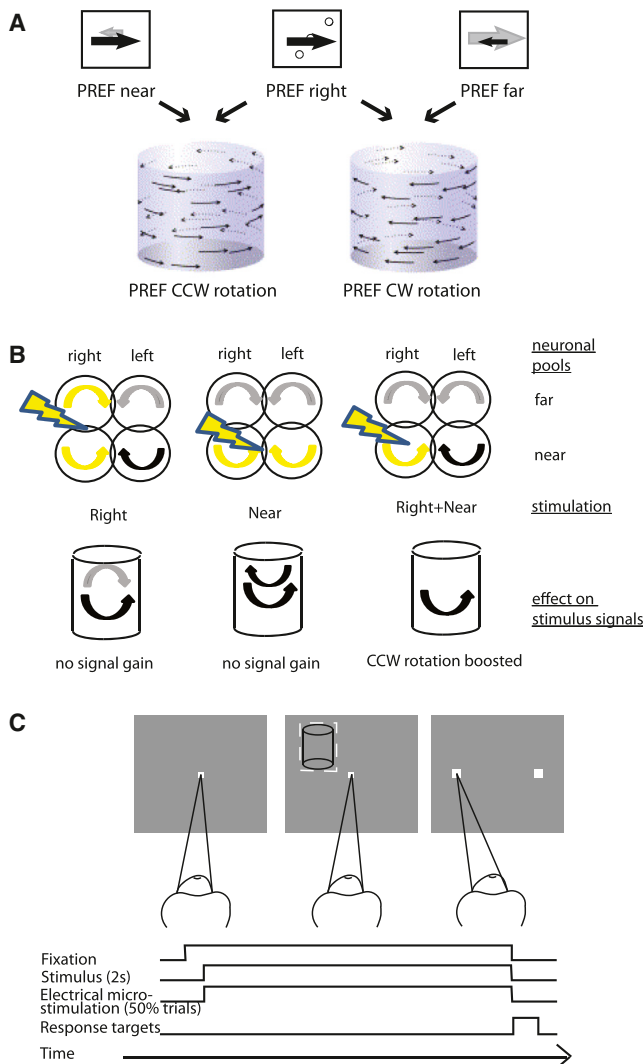 A
PREF near
PREF right
PREF far
PREF CCW rotation
PREF CW rotation
B
right left
right left
right left
neuronal
pools
far
near
Right
Near
Right+Near
stimulation
effect on
stimulus signals
no signal gain
no signal gain
CCW rotation boosted
C
Fixation
Stimulus (2s)
Electrical micro-
stimulation (50% trials)
Response targets
Time